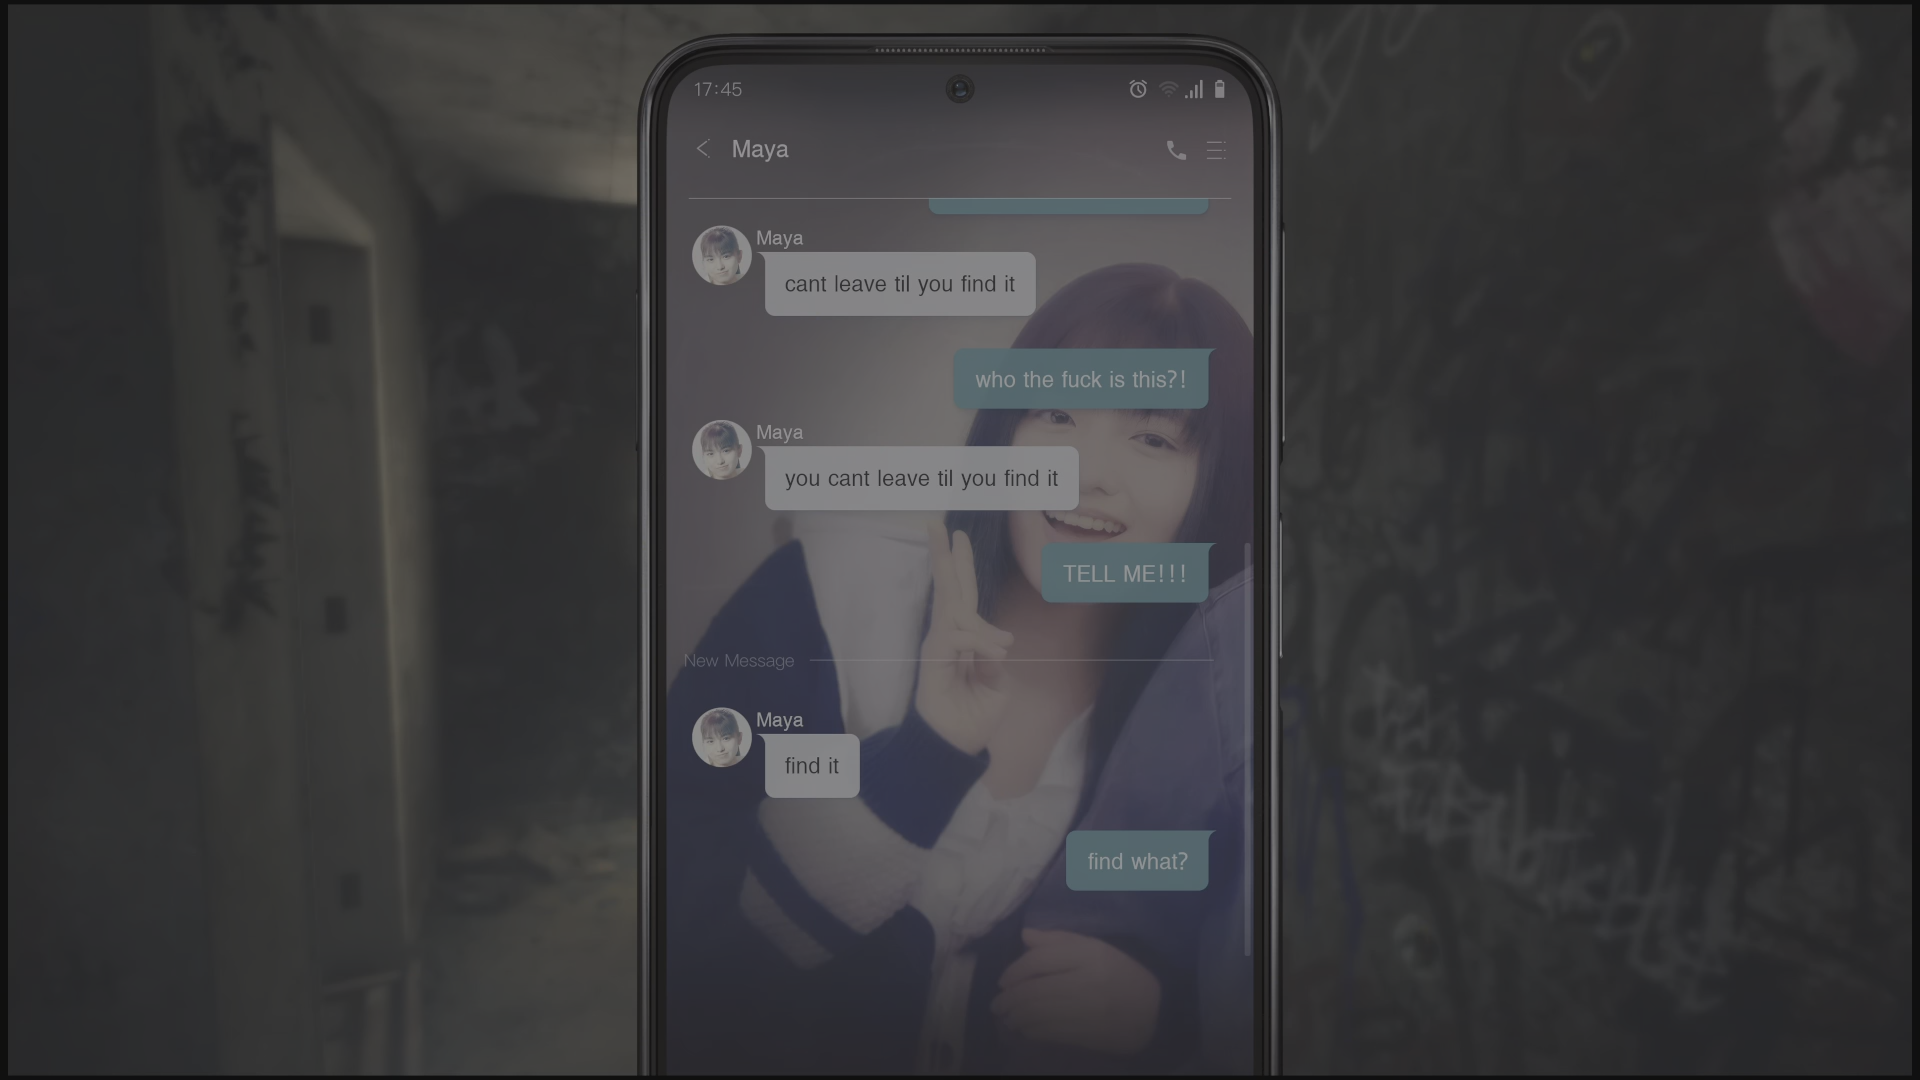 17:45
Maya
Maya
cant leave til you find it
who the fuck is this?!
Maya
you cant leave til you find it
TELL ME!!!
New Message
Maya
find it
find what?